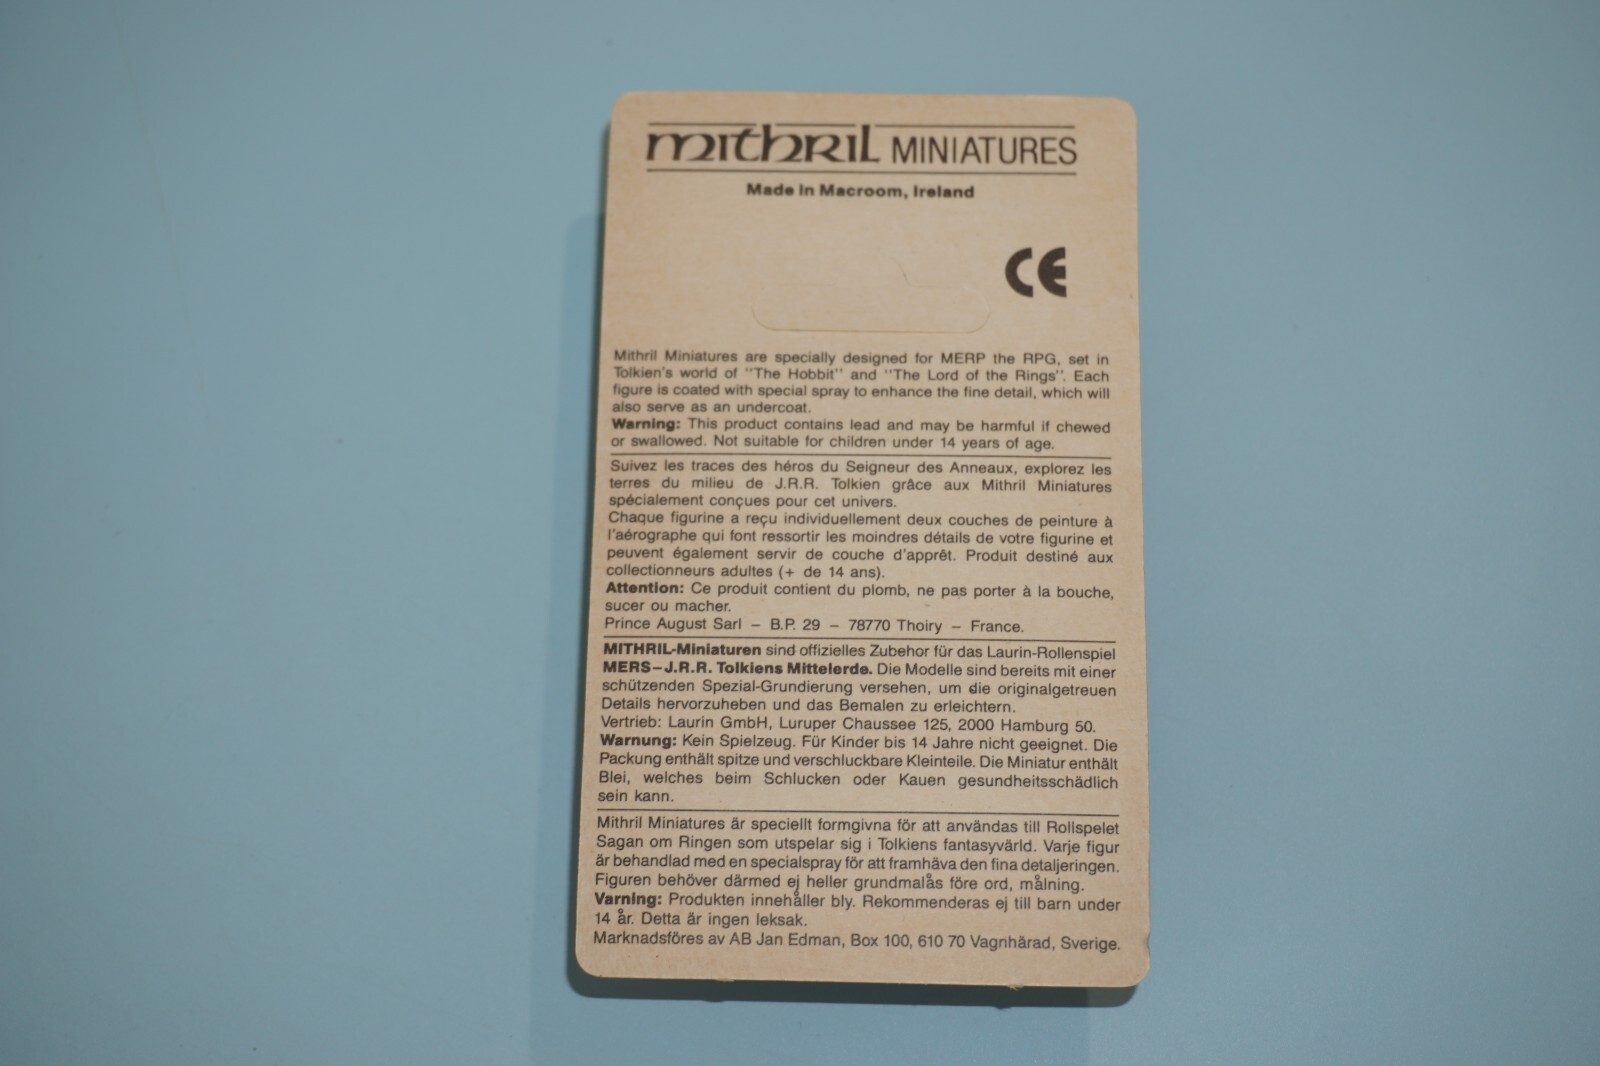 mithril MINIATURES
Made in Macroom, Ireland
CE
Mithril Miniatures are specially designed for MERP the RPG, set in
Tolkien's world of "The Hobbit" and "The Lord of the Rings". Each
figure is coated with special spray to enhance the fine detail, which will
also serve as an undercoat.
Warning: This product contains lead and may be harmful if chewed
or swallowed. Not suitable for children under 14 years of age.
Suivez les traces des héros du Seigneur des Anneaux, explorez les
terres du milieu de J.R.R. Tolkien grâce aux Mithril Miniatures
spécialement conçues pour cet univers.
Chaque figurine a reçu individuellement deux couches de peinture à
l'aérographe qui font ressortir les moindres détails de votre figurine et
peuvent également servir de couche d'apprêt. Produit destiné aux
collectionneurs adultes (+ de 14 ans).
Attention: Ce produit contient du plomb, ne pas porter à la bouche,
sucer ou macher.
Prince August Sarl – B.P. 29 – 78770 Thoiry – France.
MITHRIL-Miniaturen sind offizielles Zubehor für das Laurin-Rollenspiel
MERS–J.R.R. Tolkiens Mittelerde. Die Modelle sind bereits mit einer
schützenden Spezial-Grundierung versehen, um die originalgetreuen
Details hervorzuheben und das Bemalen zu erleichtern.
Vertrieb: Laurin GmbH, Luruper Chaussee 125, 2000 Hamburg 50.
Warnung: Kein Spielzeug. Für Kinder bis 14 Jahre nicht geeignet. Die
Packung enthält spitze und verschluckbare Kleinteile. Die Miniatur enthält
Blei, welches beim Schlucken oder Kauen gesundheitsschädlich
sein kann.
Mithril Miniatures är speciellt formgivna för att användas till Rollspelet
Sagan om Ringen som utspelar sig i Tolkiens fantasyvärld. Varje figur
är behandlad med en specialspray för att framhäva den fina detaljeringen.
Figuren behöver därmed ej heller grundmalås före ord, målning.
Varning: Produkten innehåller bly. Rekommenderas ej till barn under
14 år. Detta är ingen leksak.
Marknadsföres av AB Jan Edman, Box 100, 610 70 Vagnhärad, Sverige.